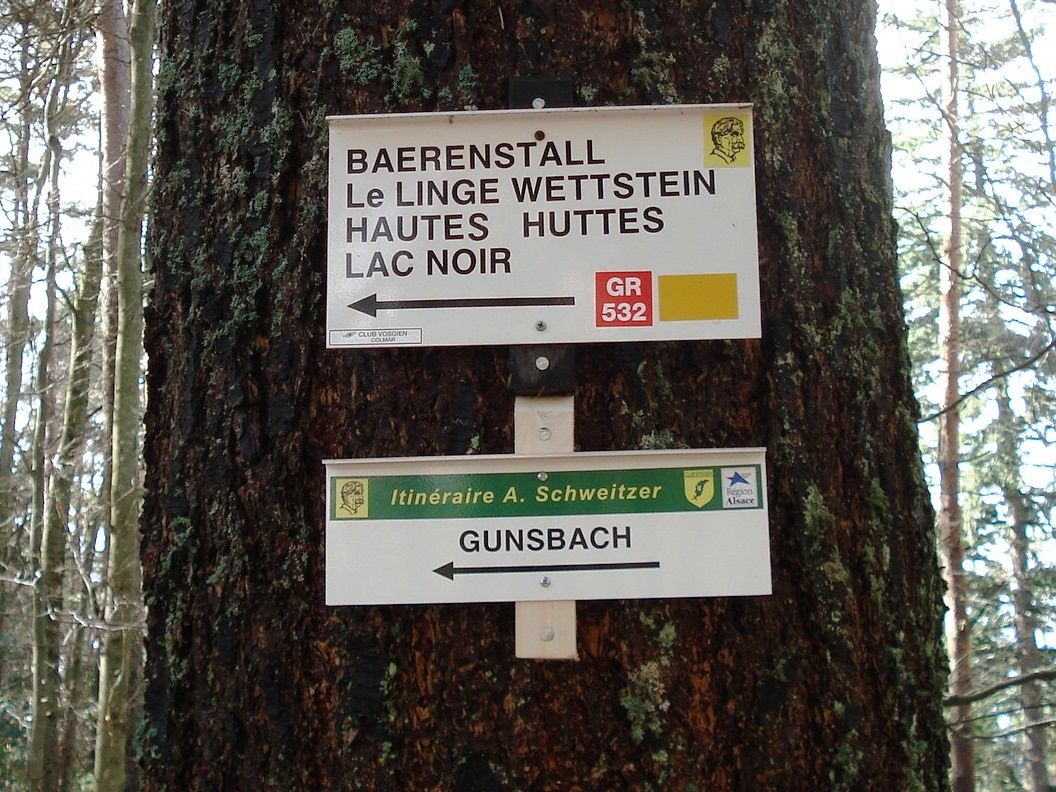 BAERENSTALL
Le LINGE WETTSTEIN
HAUTES HUTTES
LAC NOIR
GR
532
CLUB VOSGIEN
COLMAR
Itinéraire A. Schweitzer
Région
Alsace
GUNSBACH